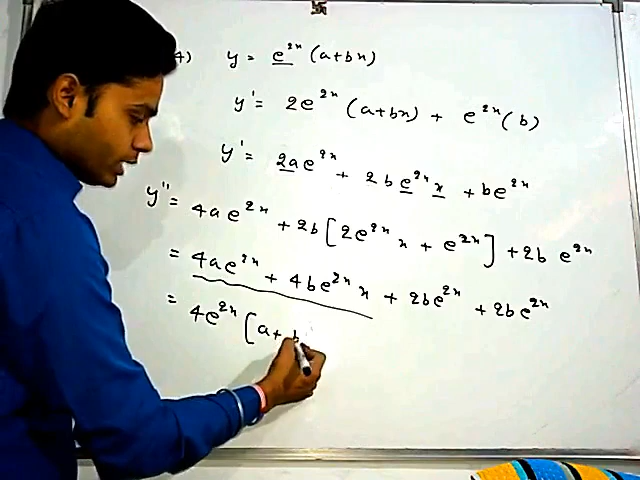 4) y = e^2x (a+bx)
y' = 2e^2x (a+bx) + e^2x (b)
y' = 2ae^2x + 2be^2x x + be^2x
y'' = 4ae^2x + 2b[2e^2x x + e^2x] + 2b e^2x
= 4ae^2x + 4be^2x x + 2be^2x + 2be^2x
= 4e^2x [a+b